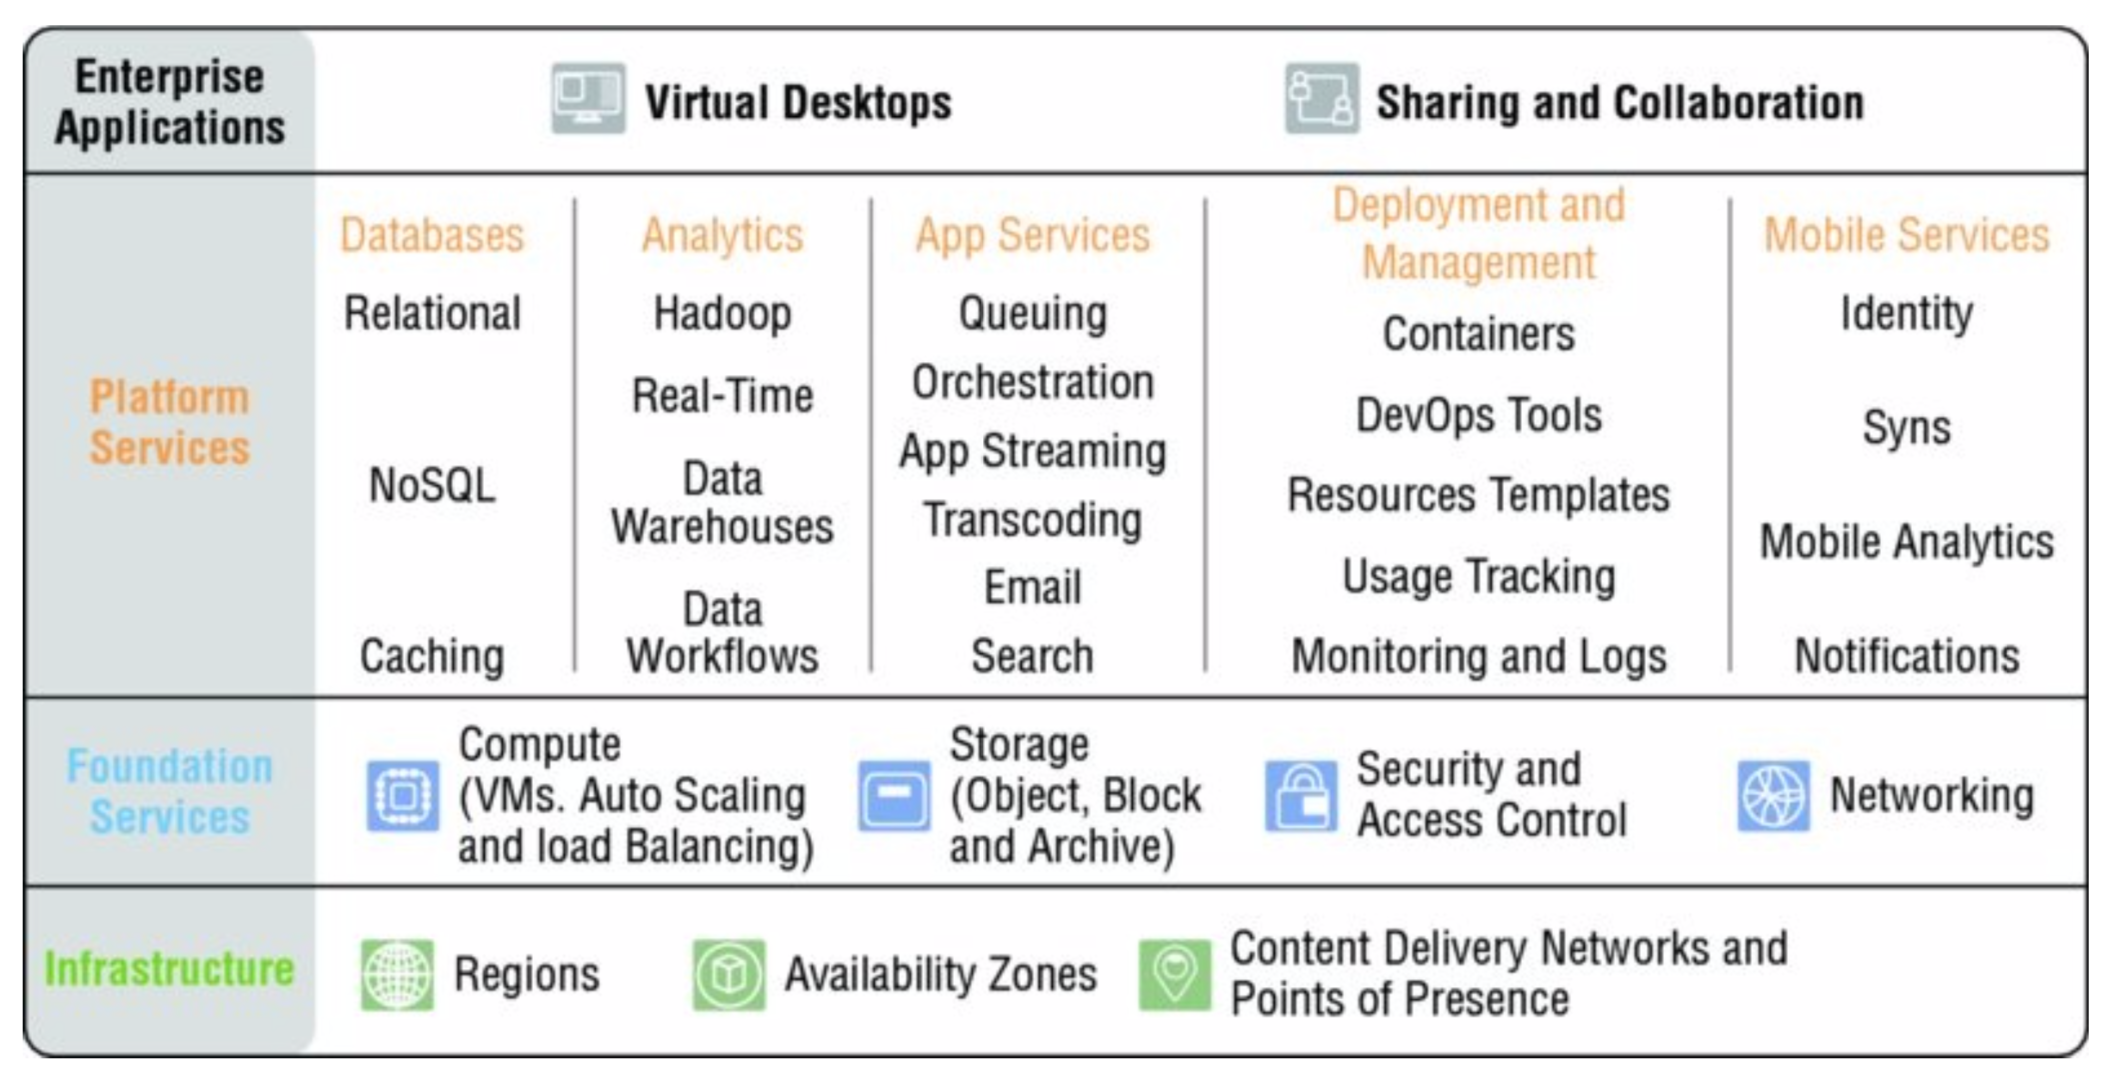 Enterprise
Applications
Virtual Desktops
Sharing and Collaboration
Platform
Services
Databases
Relational
NoSQL
Caching
Analytics
Hadoop
Real-Time
Data
Warehouses
Data
Workflows
App Services
Queuing
Orchestration
App Streaming
Transcoding
Email
Search
Deployment and
Management
Containers
DevOps Tools
Resources Templates
Usage Tracking
Monitoring and Logs
Mobile Services
Identity
Syns
Mobile Analytics
Notifications
Foundation
Services
Compute
(VMs. Auto Scaling
and load Balancing)
Storage
(Object, Block
and Archive)
Security and
Access Control
Networking
Infrastructure
Regions
Availability Zones
Content Delivery Networks and
Points of Presence